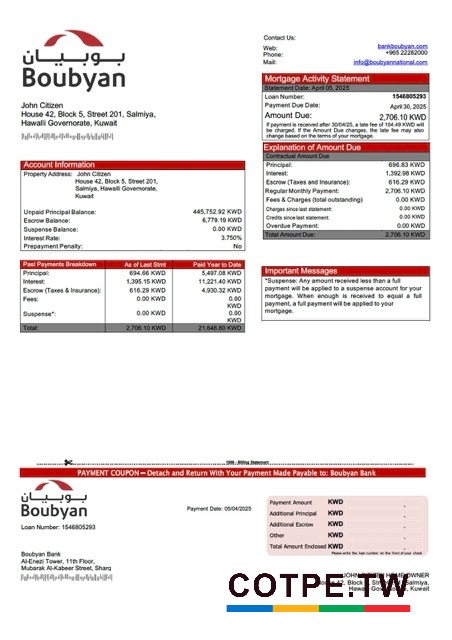 بوبيان
Boubyan
Contact Us:
Web: bankboubyan.com
Phone: +965 22282000
Mail: info@boubyannational.com
John Citizen
House 42, Block 5, Street 201, Salmiya,
Hawalli Governorate, Kuwait
Mortgage Activity Statement
Statement Date: April 05, 2025
Loan Number: 1546805293
Payment Due Date: April 30, 2025
Amount Due: 2,706.10 KWD
If payment is received after 30/04/25, a late fee of 104.49 KWD will
be charged. If the Amount Due changes, the late fee may also
change based on the terms of your mortgage.
Explanation of Amount Due
Contractual Amount Due
Principal: 696.83 KWD
Interest: 1,392.98 KWD
Escrow (Taxes and Insurance): 616.29 KWD
Regular Monthly Payment: 2,706.10 KWD
Fees & Charges (total outstanding) 0.00 KWD
Charges since last statement: 0.00 KWD
Credits since last statement: 0.00 KWD
Overdue Payment: 0.00 KWD
Total Amount Due: 2,706.10 KWD
Account Information
Property Address: John Citizen
House 42, Block 5, Street 201,
Salmiya, Hawalli Governorate,
Kuwait
Unpaid Principal Balance: 445,752.92 KWD
Escrow Balance: 6,779.19 KWD
Suspense Balance: 0.00 KWD
Interest Rate: 3.750%
Prepayment Penalty: No
Past Payments Breakdown As of Last Stmt Paid Year to Date
Principal: 694.66 KWD 5,497.08 KWD
Interest: 1,395.15 KWD 11,221.40 KWD
Escrow (Taxes & Insurance): 616.29 KWD 4,930.32 KWD
Fees: 0.00 KWD 0.00
KWD
Suspense*: 0.00 KWD 0.00
KWD
Total: 2,706.10 KWD 21,648.80 KWD
Important Messages
*Suspense: Any amount received less than a full
payment will be applied to a suspense account for your
mortgage. When enough is received to equal a full
payment, a full payment will be applied to your
mortgage.
1098 - Billing Statement
PAYMENT COUPON – Detach and Return With Your Payment Made Payable to: Boubyan Bank
بوبيان
Boubyan
Loan Number: 1546805293
Payment Date: 05/04/2025
Payment Amount KWD
Additional Principal KWD
Additional Escrow KWD
Other KWD
Total Amount Enclosed KWD
Please write the loan number on the front of your check
Boubyan Bank
Al-Enezi Tower, 11th Floor,
Mubarak Al-Kabeer Street, Sharq
COTPE.TW